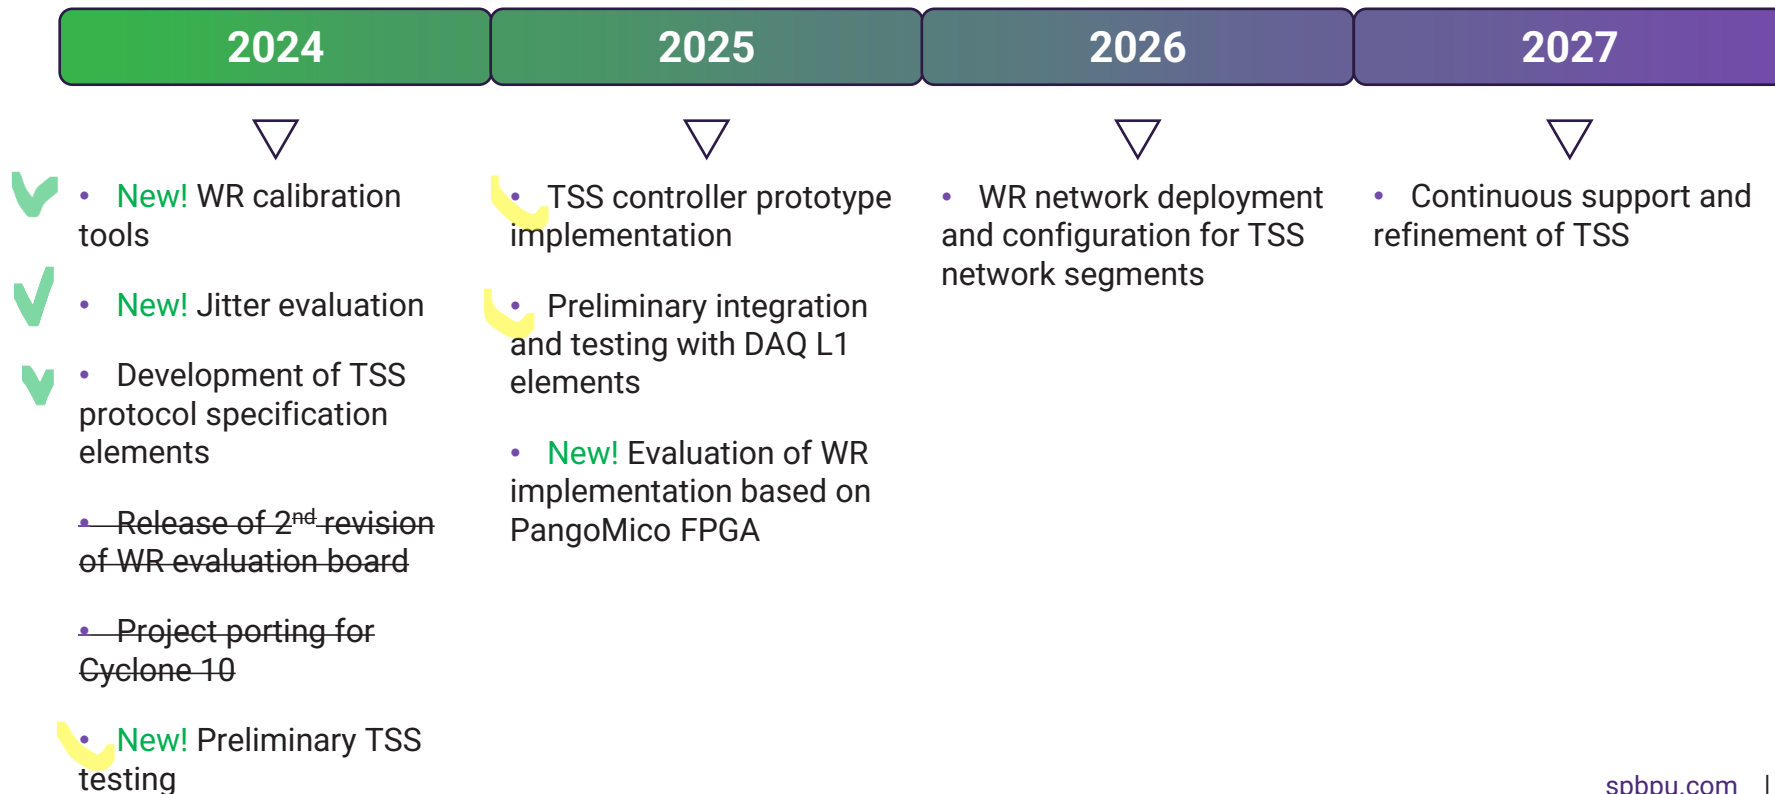 2024
2025
2026
2027
• New! WR calibration
tools
• New! Jitter evaluation
• Development of TSS
protocol specification
elements
• Release of 2nd revision
of WR evaluation board
• Project porting for
Cyclone 10
• New! Preliminary TSS
testing
• TSS controller prototype
implementation
• Preliminary integration
and testing with DAQ L1
elements
• New! Evaluation of WR
implementation based on
PangoMico FPGA
• WR network deployment
and configuration for TSS
network segments
• Continuous support and
refinement of TSS
spbpu.com |